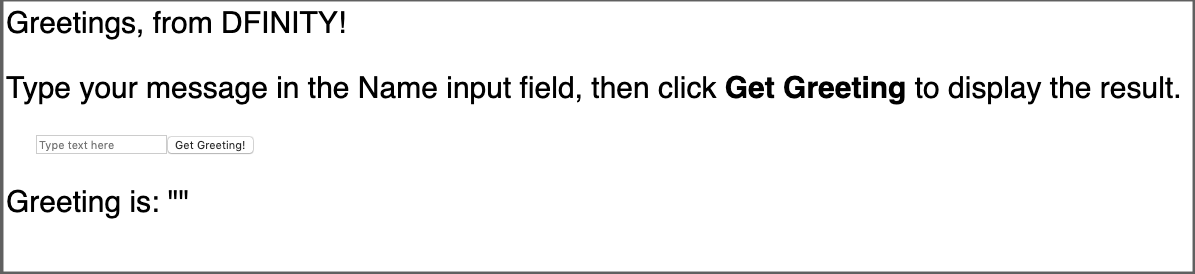 Greetings, from DFINITY!
Type your message in the Name input field, then click Get Greeting to display the result.
Type text here Get Greeting!
Greeting is: ""